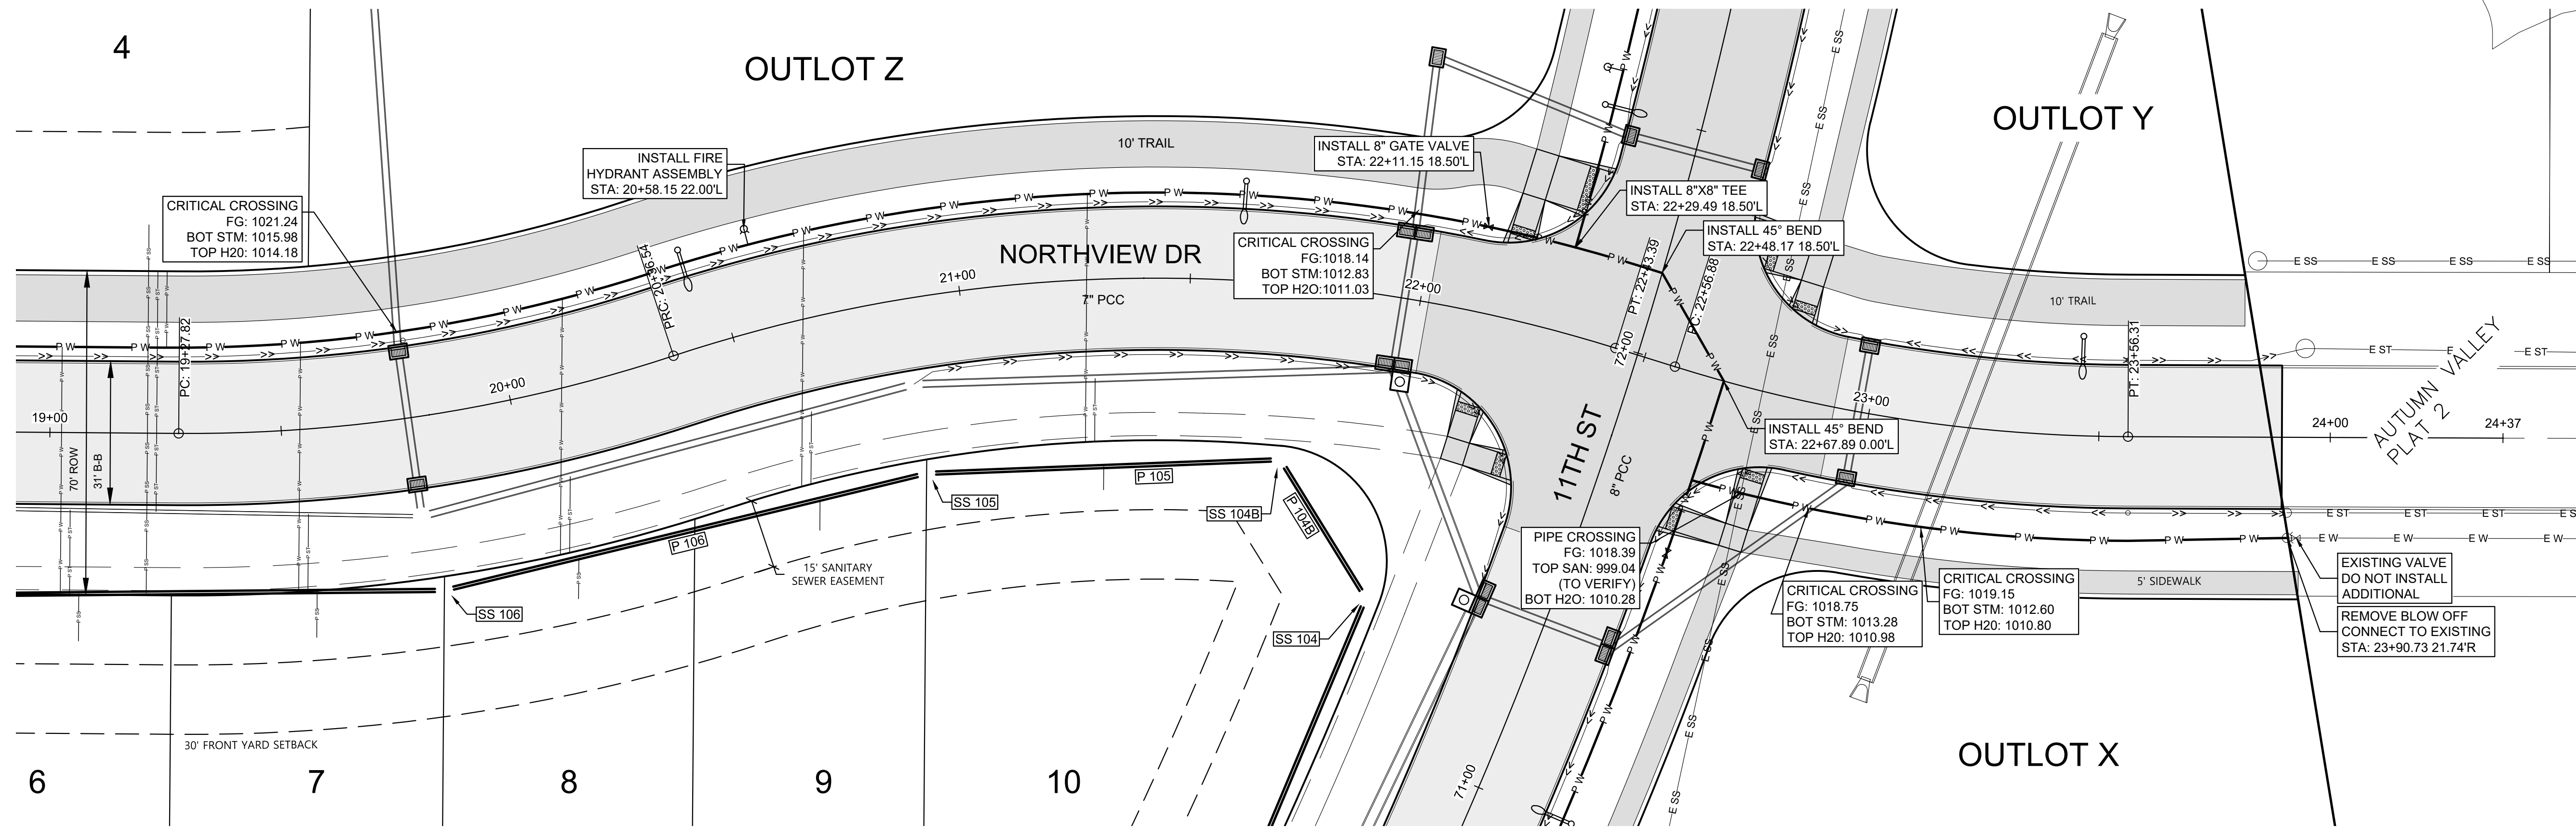 4
OUTLOT Z
OUTLOT Y
10' TRAIL
INSTALL FIRE
HYDRANT ASSEMBLY
STA: 20+58.15 22.00'L
INSTALL 8" GATE VALVE
STA: 22+11.15 18.50'L
CRITICAL CROSSING
FG: 1021.24
BOT STM: 1015.98
TOP H20: 1014.18
INSTALL 8"X8" TEE
STA: 22+29.49 18.50'L
INSTALL 45° BEND
STA: 22+48.17 18.50'L
NORTHVIEW DR
CRITICAL CROSSING
FG:1018.14
BOT STM:1012.83
TOP H2O:1011.03
21+00
22+00
7" PCC
PT: 22+43.39
PC: 22+56.88
10' TRAIL
PC: 19+27.82
PT: 23+56.31
72+00
20+00
19+00
23+00
24+00
24+37
AUTUMN VALLEY
PLAT 2
70' ROW
31' B-B
11TH ST
8" PCC
INSTALL 45° BEND
STA: 22+67.89 0.00'L
P 105
SS 105
SS 104B
P 104B
P 106
15' SANITARY
SEWER EASEMENT
SS 106
SS 104
PIPE CROSSING
FG: 1018.39
TOP SAN: 999.04
(TO VERIFY)
BOT H2O: 1010.28
CRITICAL CROSSING
FG: 1018.75
BOT STM: 1013.28
TOP H20: 1010.98
CRITICAL CROSSING
FG: 1019.15
BOT STM: 1012.60
TOP H20: 1010.80
5' SIDEWALK
EXISTING VALVE
DO NOT INSTALL
ADDITIONAL
REMOVE BLOW OFF
CONNECT TO EXISTING
STA: 23+90.73 21.74'R
30' FRONT YARD SETBACK
71+00
OUTLOT X
6
7
8
9
10
E SS
E SS
E SS
E SS
E ST
E ST
E ST
E ST
E ST
E W
E W
E W
E W
P W
P W
P W
P W